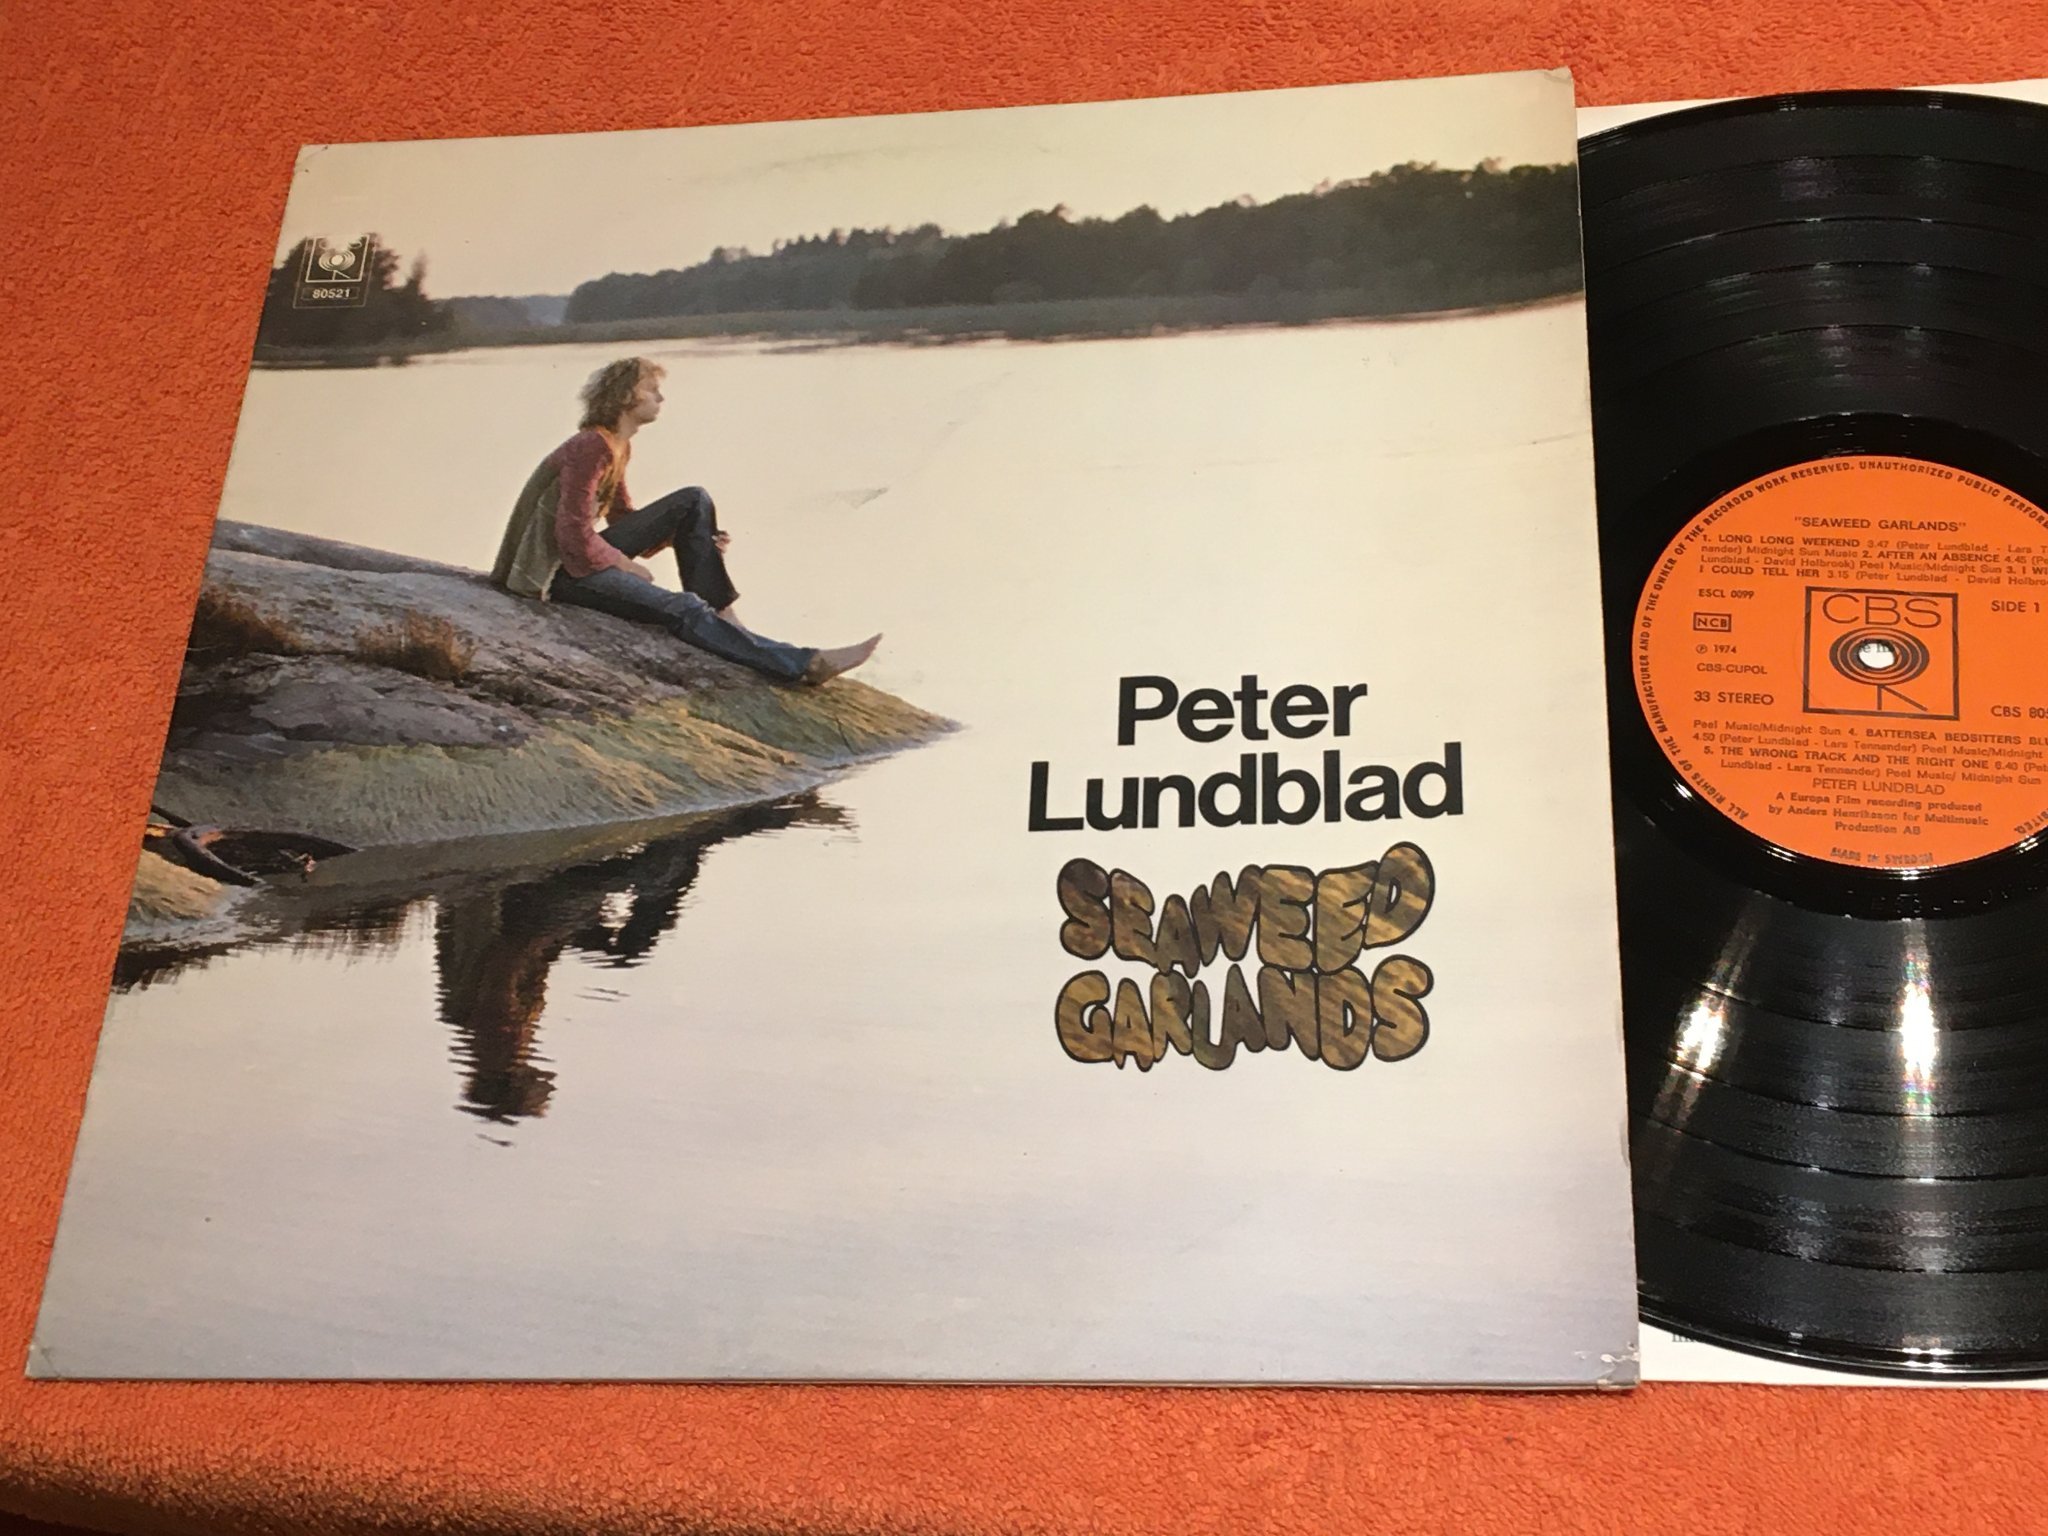 CBS
80521
Peter
Lundblad
SEAWEED
GARLANDS
ALL RIGHTS OF THE MANUFACTURER AND OF THE OWNER OF THE RECORDED WORK RESERVED. UNAUTHORIZED PUBLIC
"SEAWEED GARLANDS"
1. LONG LONG WEEKEND 3.47 (Peter Lundblad - Lars
nander) Midnight Sun Music 2. AFTER AN ABSENCE 4.45
Lundblad - David Holbrook) Peel Music/Midnight Sun 3. I
I COULD TELL HER 3.15 (Peter Lundblad - David
ESCL 0099
NCB
℗ 1974
CBS-CUPOL
33 STEREO
CBS
SIDE 1
CBS
Peel Music/Midnight Sun 4. BATTERSEA BEDSITTERS
4.50 (Peter Lundblad - Lars Tennander) Peel Music/Midnight
5. THE WRONG TRACK AND THE RIGHT ONE 6.40
Lundblad - Lars Tennander) Peel Music/ Midnight Sun
PETER LUNDBLAD
A Europa Film recording produced
by Anders Henriksson for Multimusic
Production AB
MADE IN SWEDEN